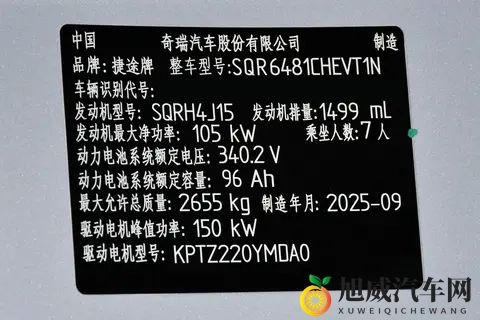 中国 奇瑞汽车股份有限公司 制造
品牌:捷途牌 整车型号:SQR6481CHEVT1N
车辆识别代号:
发动机型号:SQRH4J15 发动机排量:1499 mL
发动机最大净功率: 105 kW 乘坐人数:7人
动力电池系统额定电压: 340.2 V
动力电池系统额定容量: 96 Ah
最大允许总质量: 2655 kg 制造年月: 2025-09
驱动电机峰值功率: 150 kW
驱动电机型号: KPTZ220YMDA0
旭威汽车网
XUWEIQICHEWANG